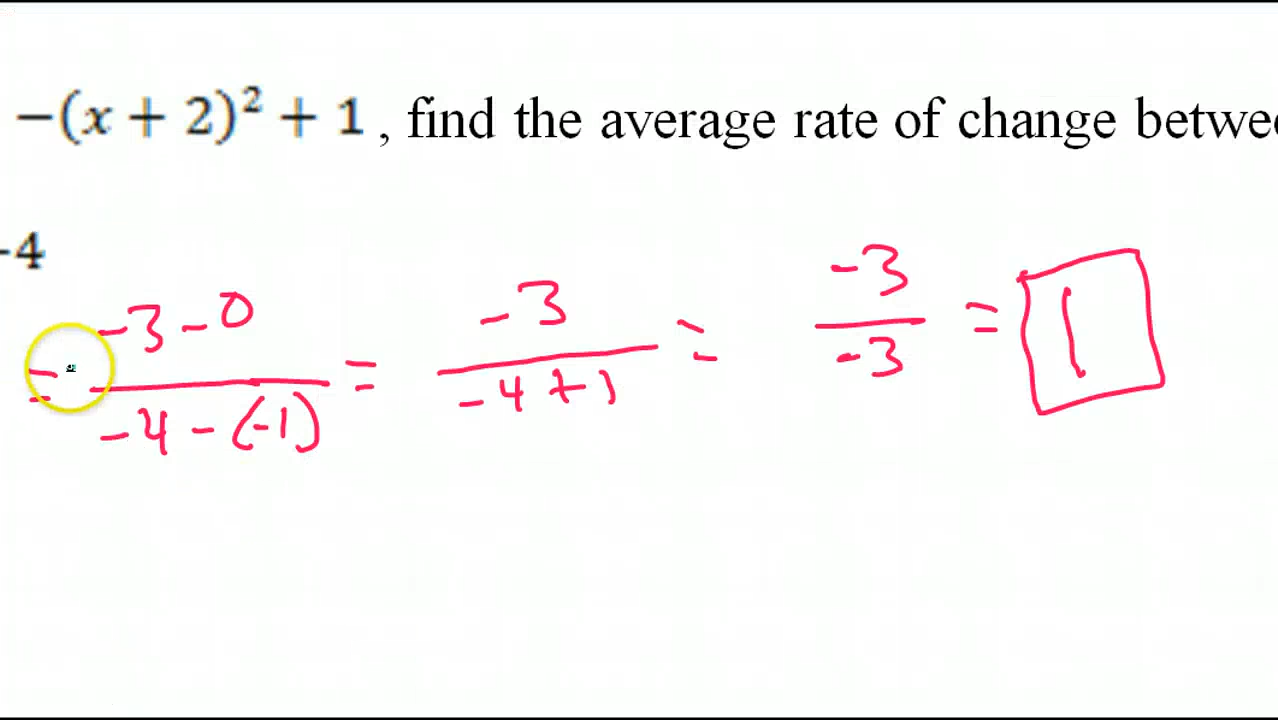 −(x + 2)² + 1 , find the average rate of change
-4
= (-3 - 0)/(-4 - (-1)) = (-3)/(-4 + 1) = (-3)/(-3) = 1